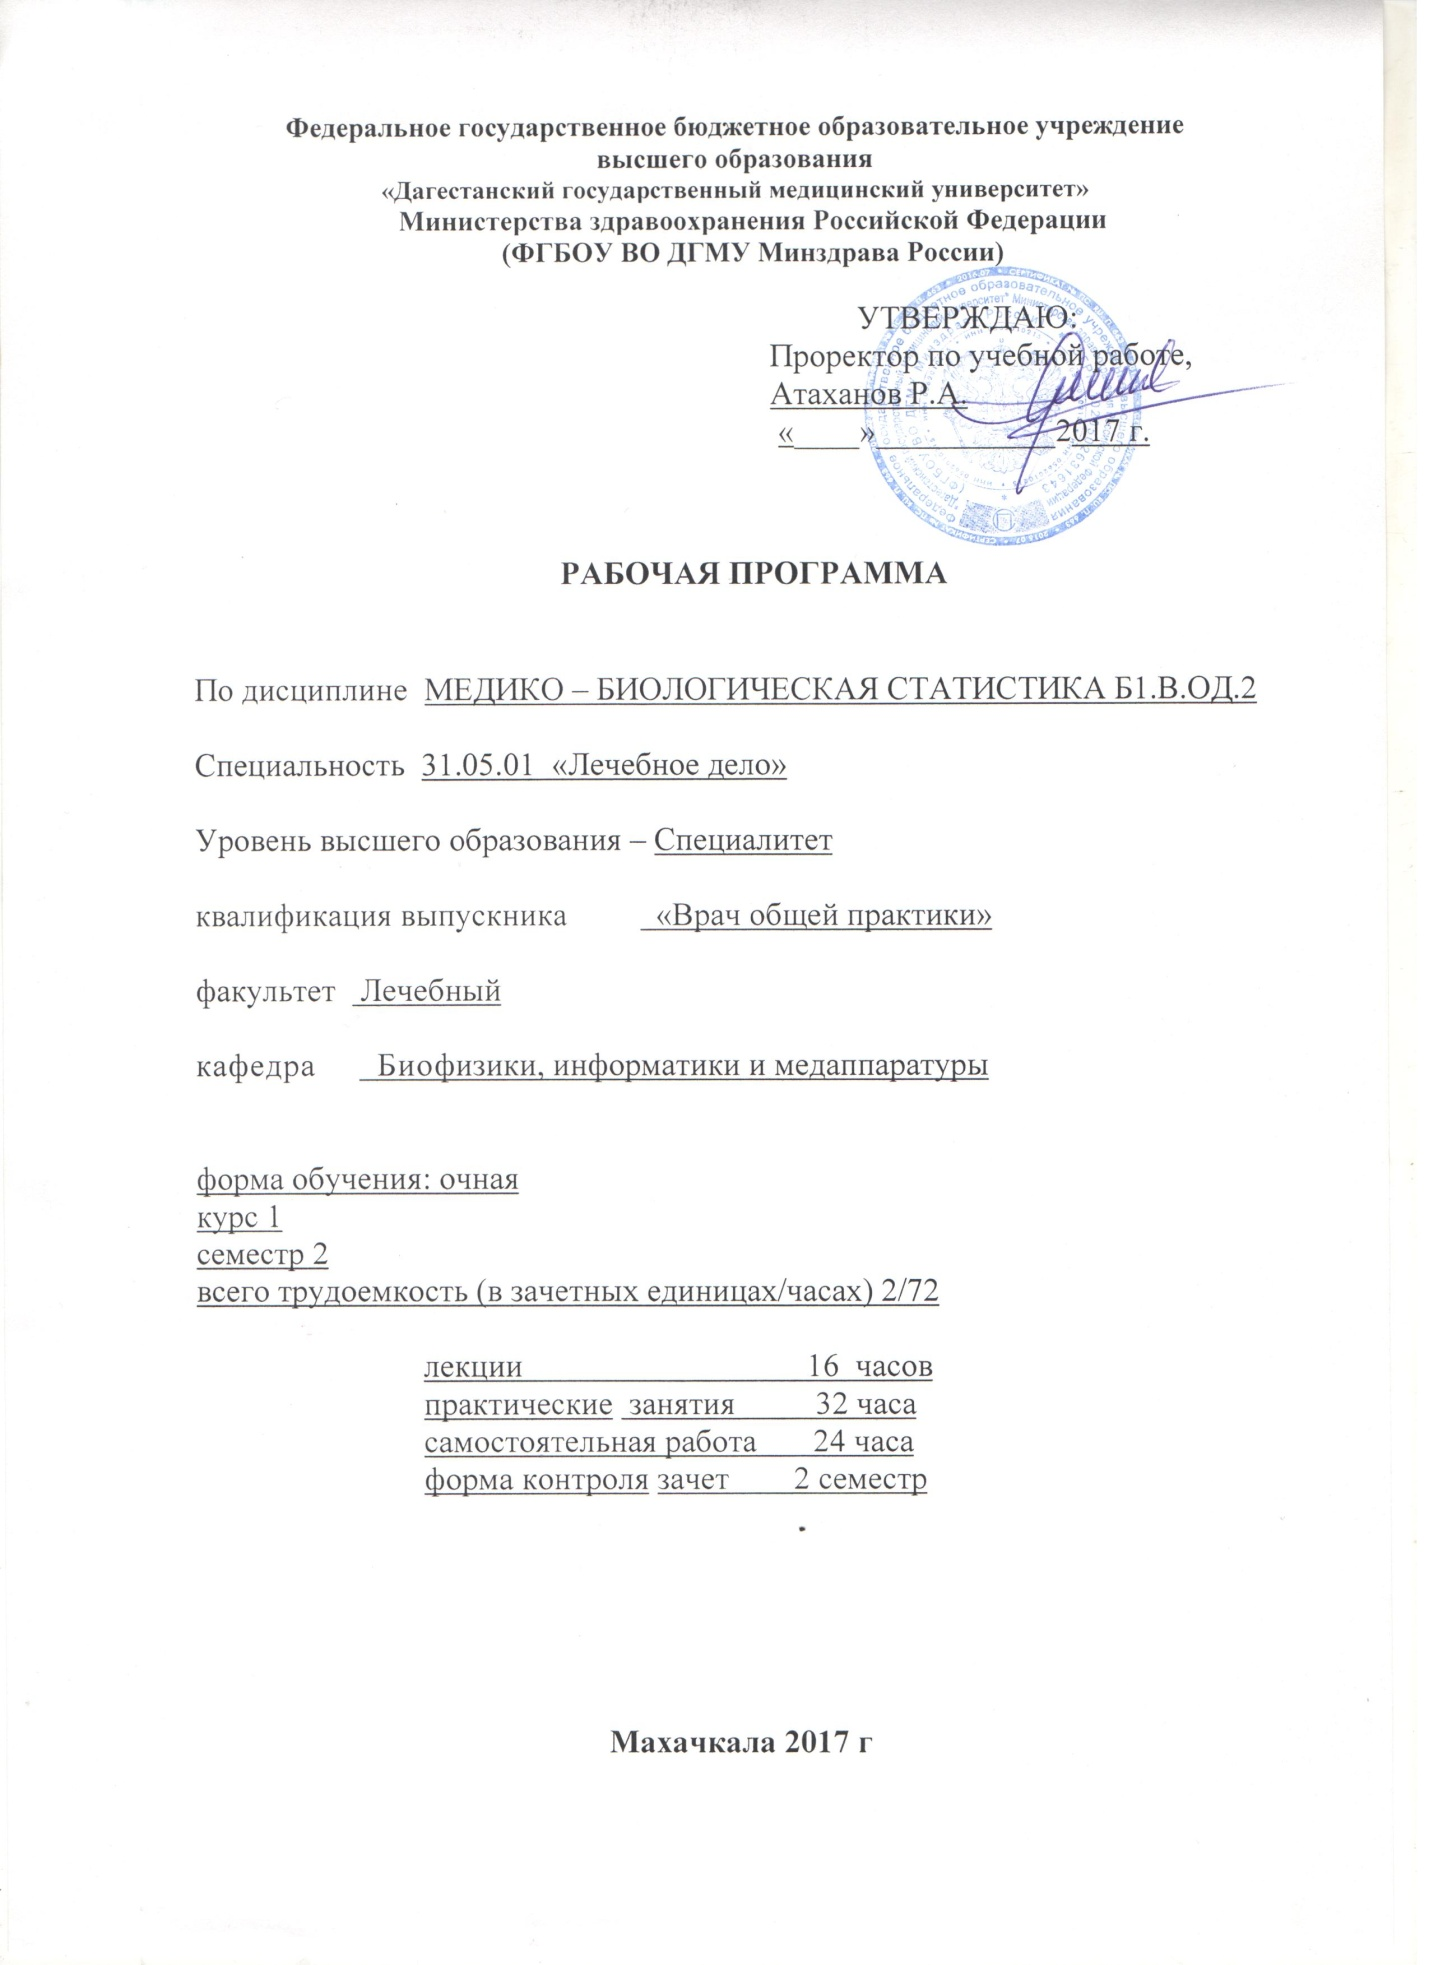 Федеральное государственное бюджетное образовательное учреждение
высшего образования
«Дагестанский государственный медицинский университет»
Министерства здравоохранения Российской Федерации
(ФГБОУ ВО ДГМУ Минздрава России)
УТВЕРЖДАЮ:
Проректор по учебной работе,
Атаханов Р.А.
«____»___________2017 г.
РАБОЧАЯ ПРОГРАММА
По дисциплине МЕДИКО – БИОЛОГИЧЕСКАЯ СТАТИСТИКА Б1.В.ОД.2
Специальность 31.05.01 «Лечебное дело»
Уровень высшего образования – Специалитет
квалификация выпускника «Врач общей практики»
факультет Лечебный
кафедра Биофизики, информатики и медаппаратуры
форма обучения: очная
курс 1
семестр 2
всего трудоемкость (в зачетных единицах/часах) 2/72
лекции 16 часов
практические занятия 32 часа
самостоятельная работа 24 часа
форма контроля зачет 2 семестр
Махачкала 2017 г